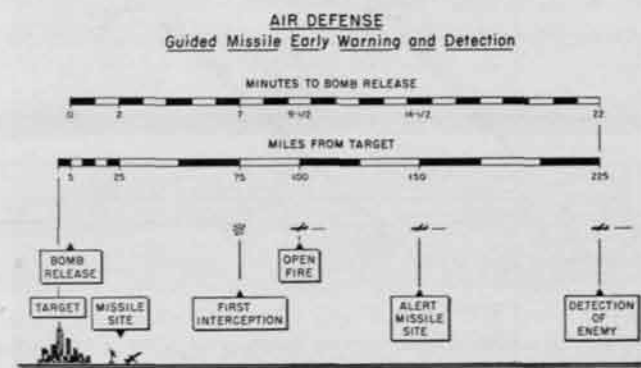 AIR DEFENSE
Guided Missile Early Warning and Detection
MINUTES TO BOMB RELEASE
0 2 7 9-1/2 14-1/2 22
MILES FROM TARGET
5 25 75 100 150 225
BOMB
RELEASE
OPEN
FIRE
TARGET
MISSILE
SITE
FIRST
INTERCEPTION
ALERT
MISSILE
SITE
DETECTION
OF
ENEMY